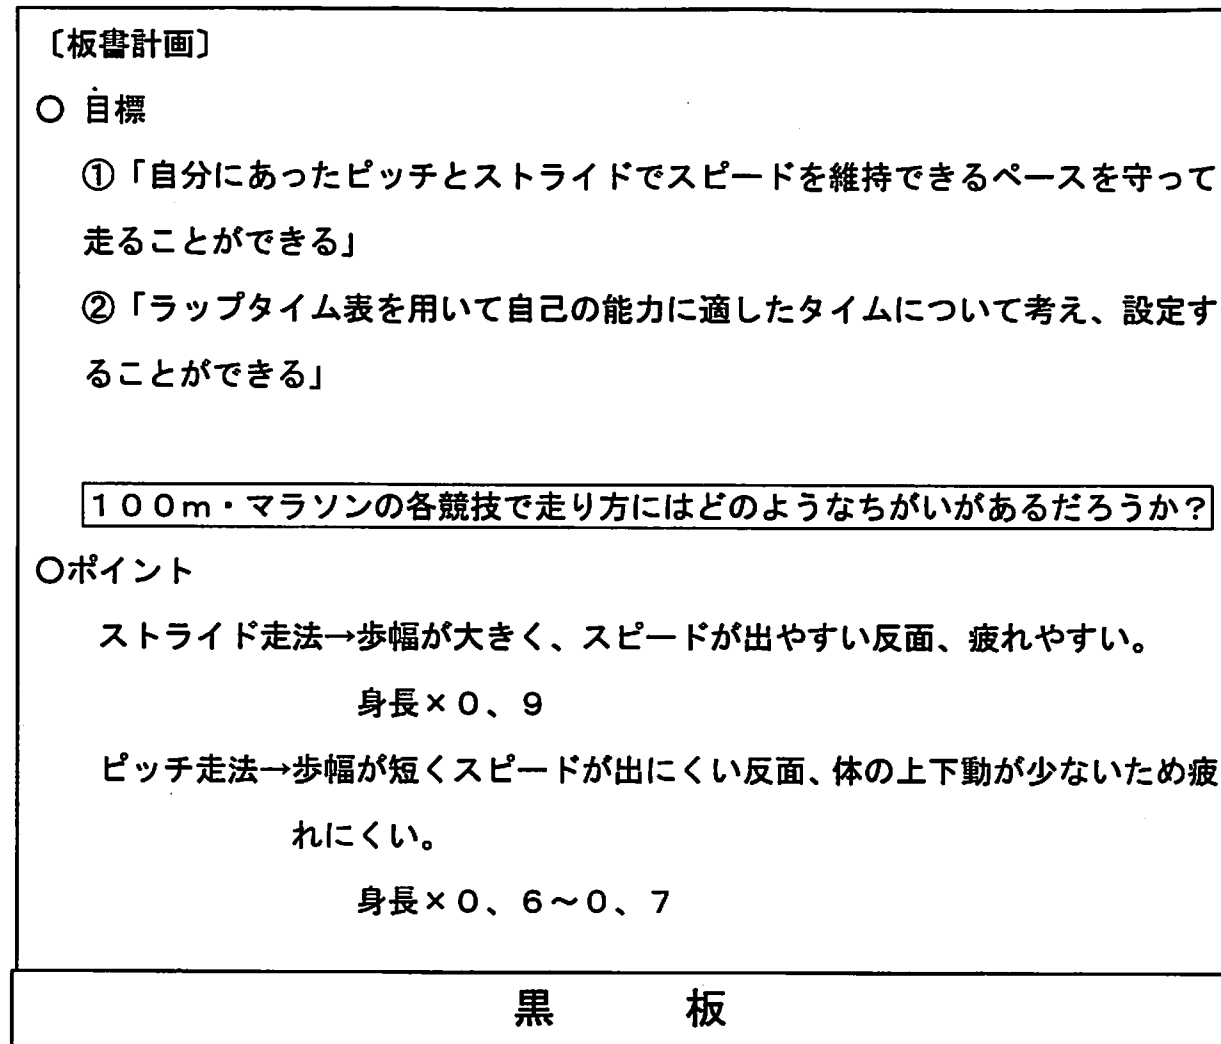 〔板書計画〕
○ 目標
①「自分にあったピッチとストライドでスピードを維持できるペースを守って
走ることができる」
②「ラップタイム表を用いて自己の能力に適したタイムについて考え、設定す
ることができる」
１００ｍ・マラソンの各競技で走り方にはどのようなちがいがあるだろうか？
○ポイント
ストライド走法→歩幅が大きく、スピードが出やすい反面、疲れやすい。
身長×０、９
ピッチ走法→歩幅が短くスピードが出にくい反面、体の上下動が少ないため疲
れにくい。
身長×０、６～０、７
黒　板